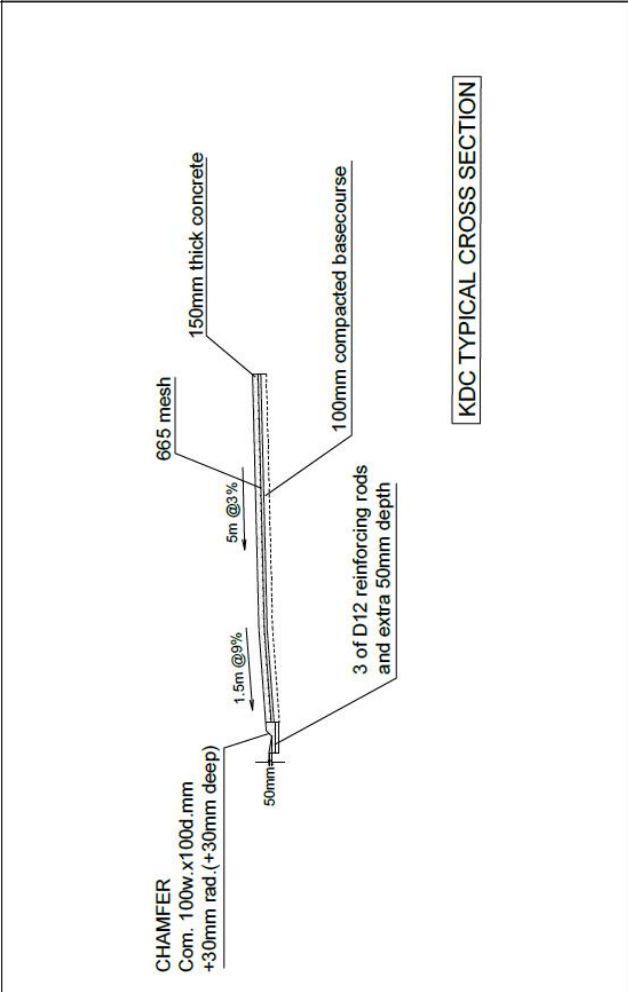 CHAMFER
Com. 100w.x100d.mm
+30mm rad.(+30mm deep)
50mm
1.5m @9%
5m @3%
665 mesh
150mm thick concrete
3 of D12 reinforcing rods
and extra 50mm depth
100mm compacted basecourse
KDC TYPICAL CROSS SECTION